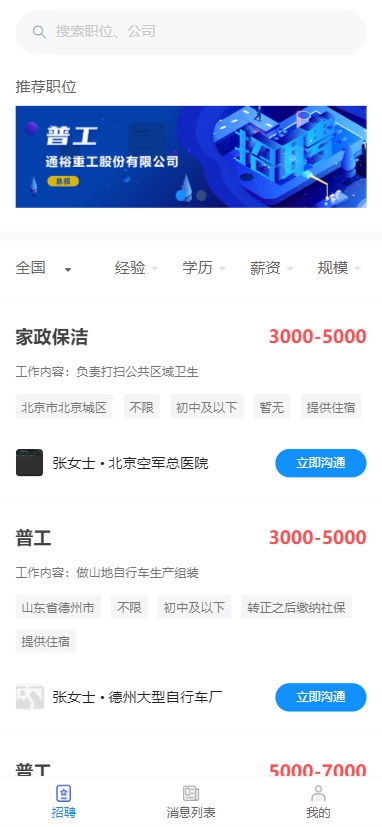 搜索职位、公司
推荐职位
普工
通裕重工股份有限公司
急招
全国 经验 学历 薪资 规模
家政保洁 3000-5000
工作内容：负责打扫公共区域卫生
北京市北京城区 不限 初中及以下 暂无 提供住宿
张女士·北京空军总医院 立即沟通
普工 3000-5000
工作内容：做山地自行车生产组装
山东省德州市 不限 初中及以下 转正之后缴纳社保
提供住宿
张女士·德州大型自行车厂 立即沟通
普工 5000-7000
招聘 消息列表 我的